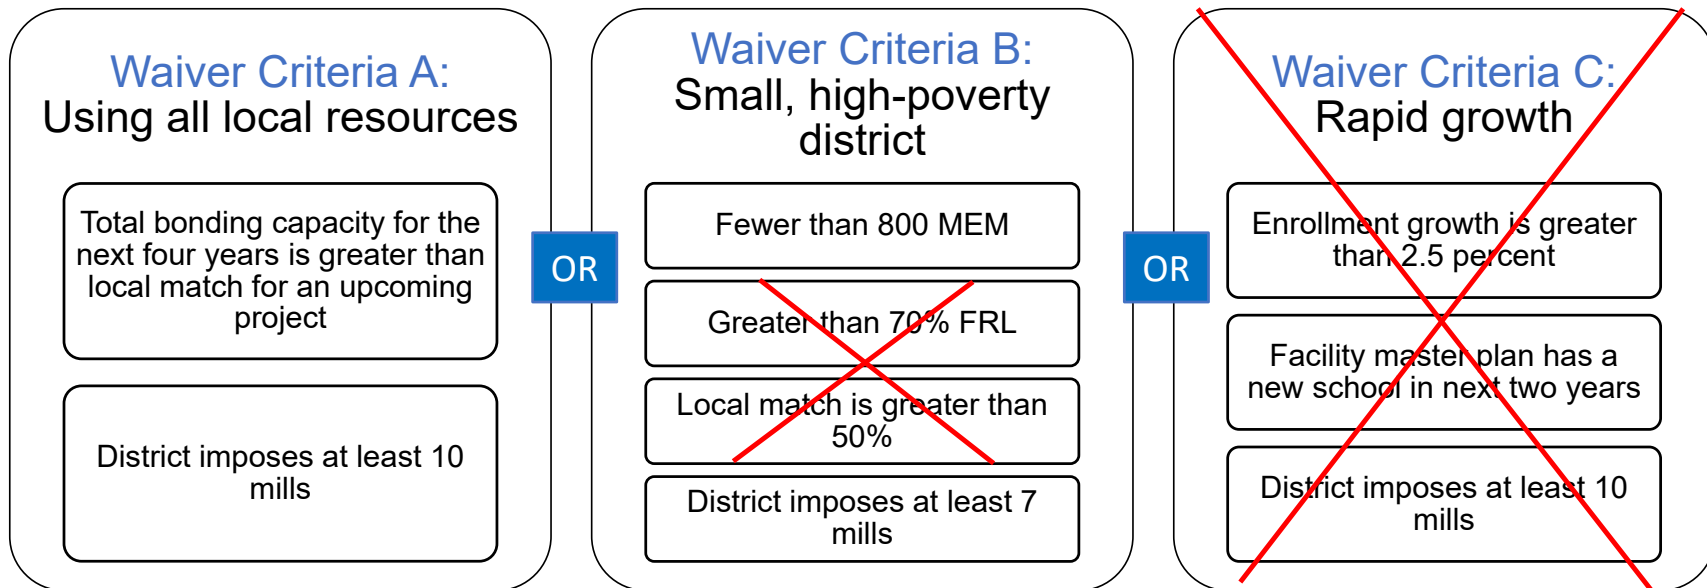 Waiver Criteria A:
Using all local resources
Total bonding capacity for the
next four years is greater than
local match for an upcoming
project
District imposes at least 10
mills
OR
Waiver Criteria B:
Small, high-poverty
district
Fewer than 800 MEM
Greater than 70% FRL
Local match is greater than
50%
District imposes at least 7
mills
OR
Waiver Criteria C:
Rapid growth
Enrollment growth is greater
than 2.5 percent
Facility master plan has a
new school in next two years
District imposes at least 10
mills